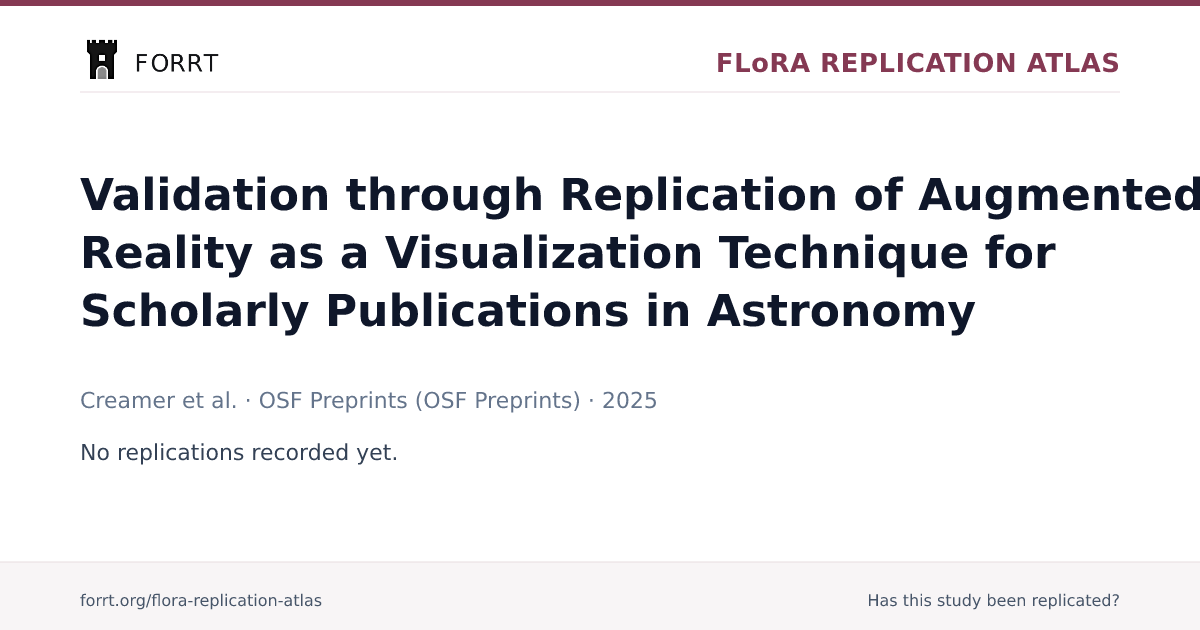 FORRT
FLoRA REPLICATION ATLAS
Validation through Replication of Augmented
Reality as a Visualization Technique for
Scholarly Publications in Astronomy
Creamer et al. · OSF Preprints (OSF Preprints) · 2025
No replications recorded yet.
forrt.org/flora-replication-atlas
Has this study been replicated?